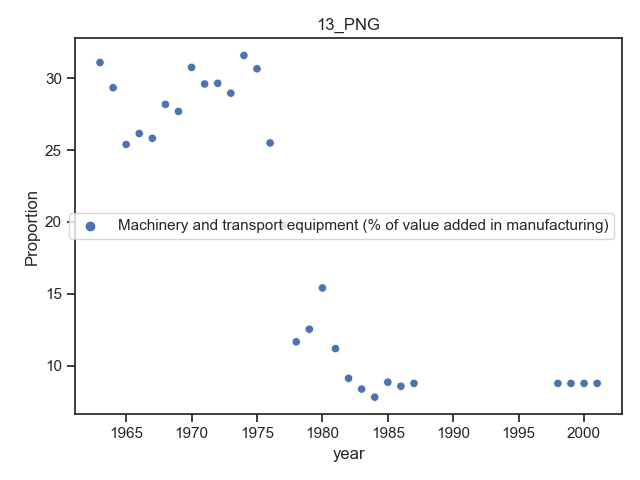 13_PNG
30
25
20
15
10
Proportion
Machinery and transport equipment (% of value added in manufacturing)
1965 1970 1975 1980 1985 1990 1995 2000
year